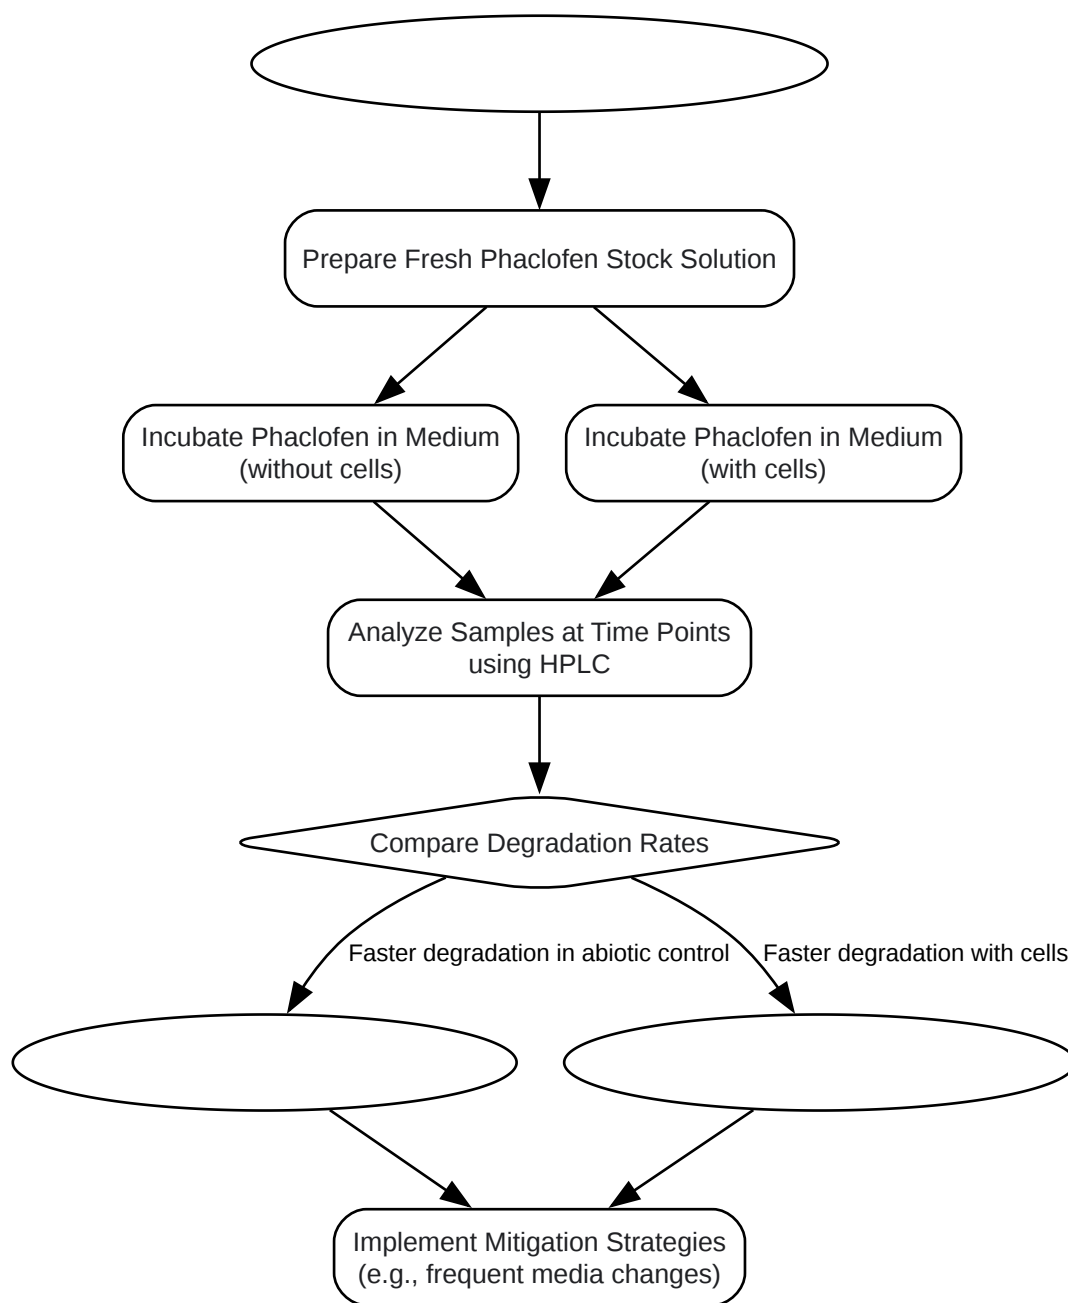 Prepare Fresh Phaclofen Stock Solution
Incubate Phaclofen in Medium
(without cells)
Incubate Phaclofen in Medium
(with cells)
Analyze Samples at Time Points
using HPLC
Compare Degradation Rates
Faster degradation in abiotic control
Faster degradation with cells
Implement Mitigation Strategies
(e.g., frequent media changes)